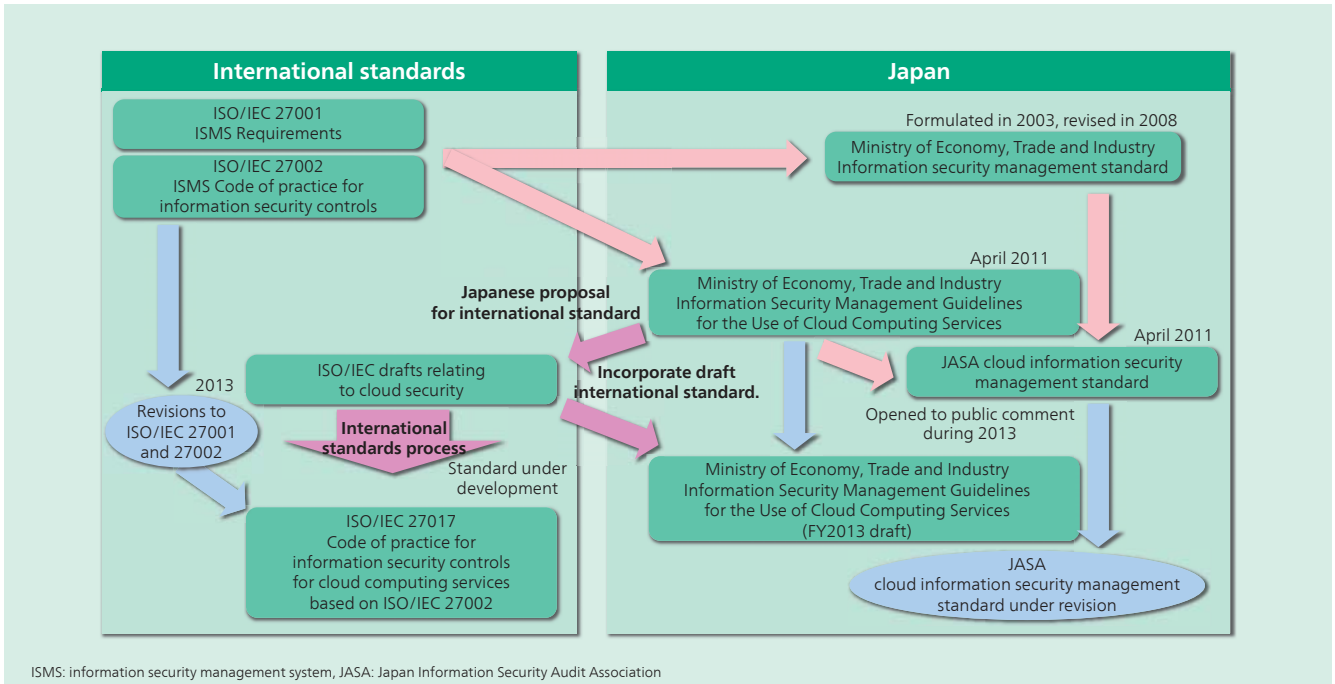 International standards
ISO/IEC 27001
ISMS Requirements
ISO/IEC 27002
ISMS Code of practice for
information security controls
Japanese proposal
for international standard
ISO/IEC drafts relating
to cloud security
Incorporate draft
international standard.
2013
Revisions to
ISO/IEC 27001
and 27002
International
standards process
Standard under
development
ISO/IEC 27017
Code of practice for
information security controls
for cloud computing services
based on ISO/IEC 27002
Japan
Formulated in 2003, revised in 2008
Ministry of Economy, Trade and Industry
Information security management standard
April 2011
Ministry of Economy, Trade and Industry
Information Security Management Guidelines
for the Use of Cloud Computing Services
April 2011
JASA cloud information security
management standard
Opened to public comment
during 2013
Ministry of Economy, Trade and Industry
Information Security Management Guidelines
for the Use of Cloud Computing Services
(FY2013 draft)
JASA
cloud information security management
standard under revision
ISMS: information security management system, JASA: Japan Information Security Audit Association